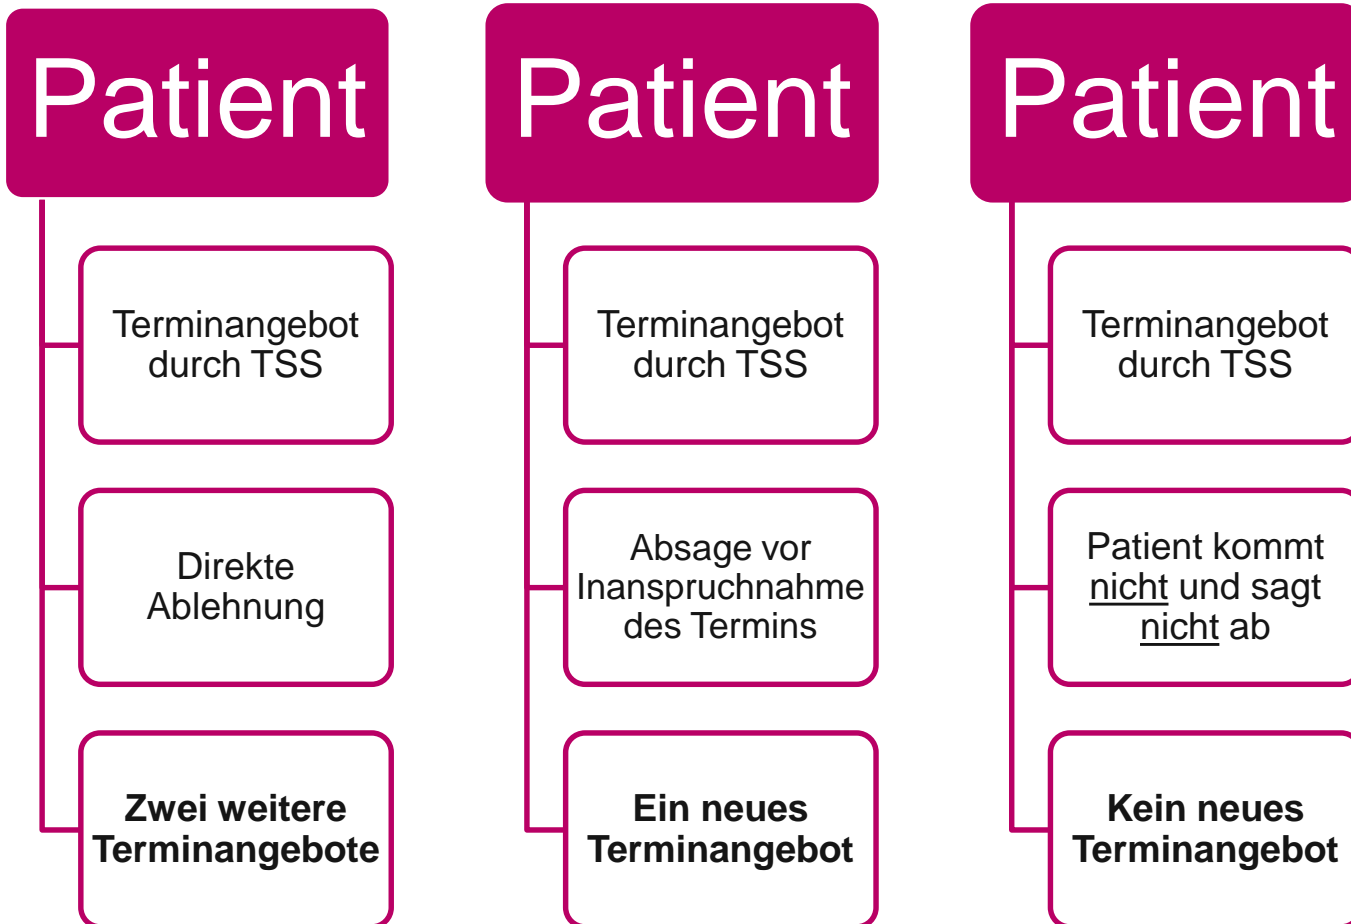 Patient
Terminangebot
durch TSS
Direkte
Ablehnung
Zwei weitere
Terminangebote
Patient
Terminangebot
durch TSS
Absage vor
Inanspruchnahme
des Termins
Ein neues
Terminangebot
Patient
Terminangebot
durch TSS
Patient kommt
nicht und sagt
nicht ab
Kein neues
Terminangebot